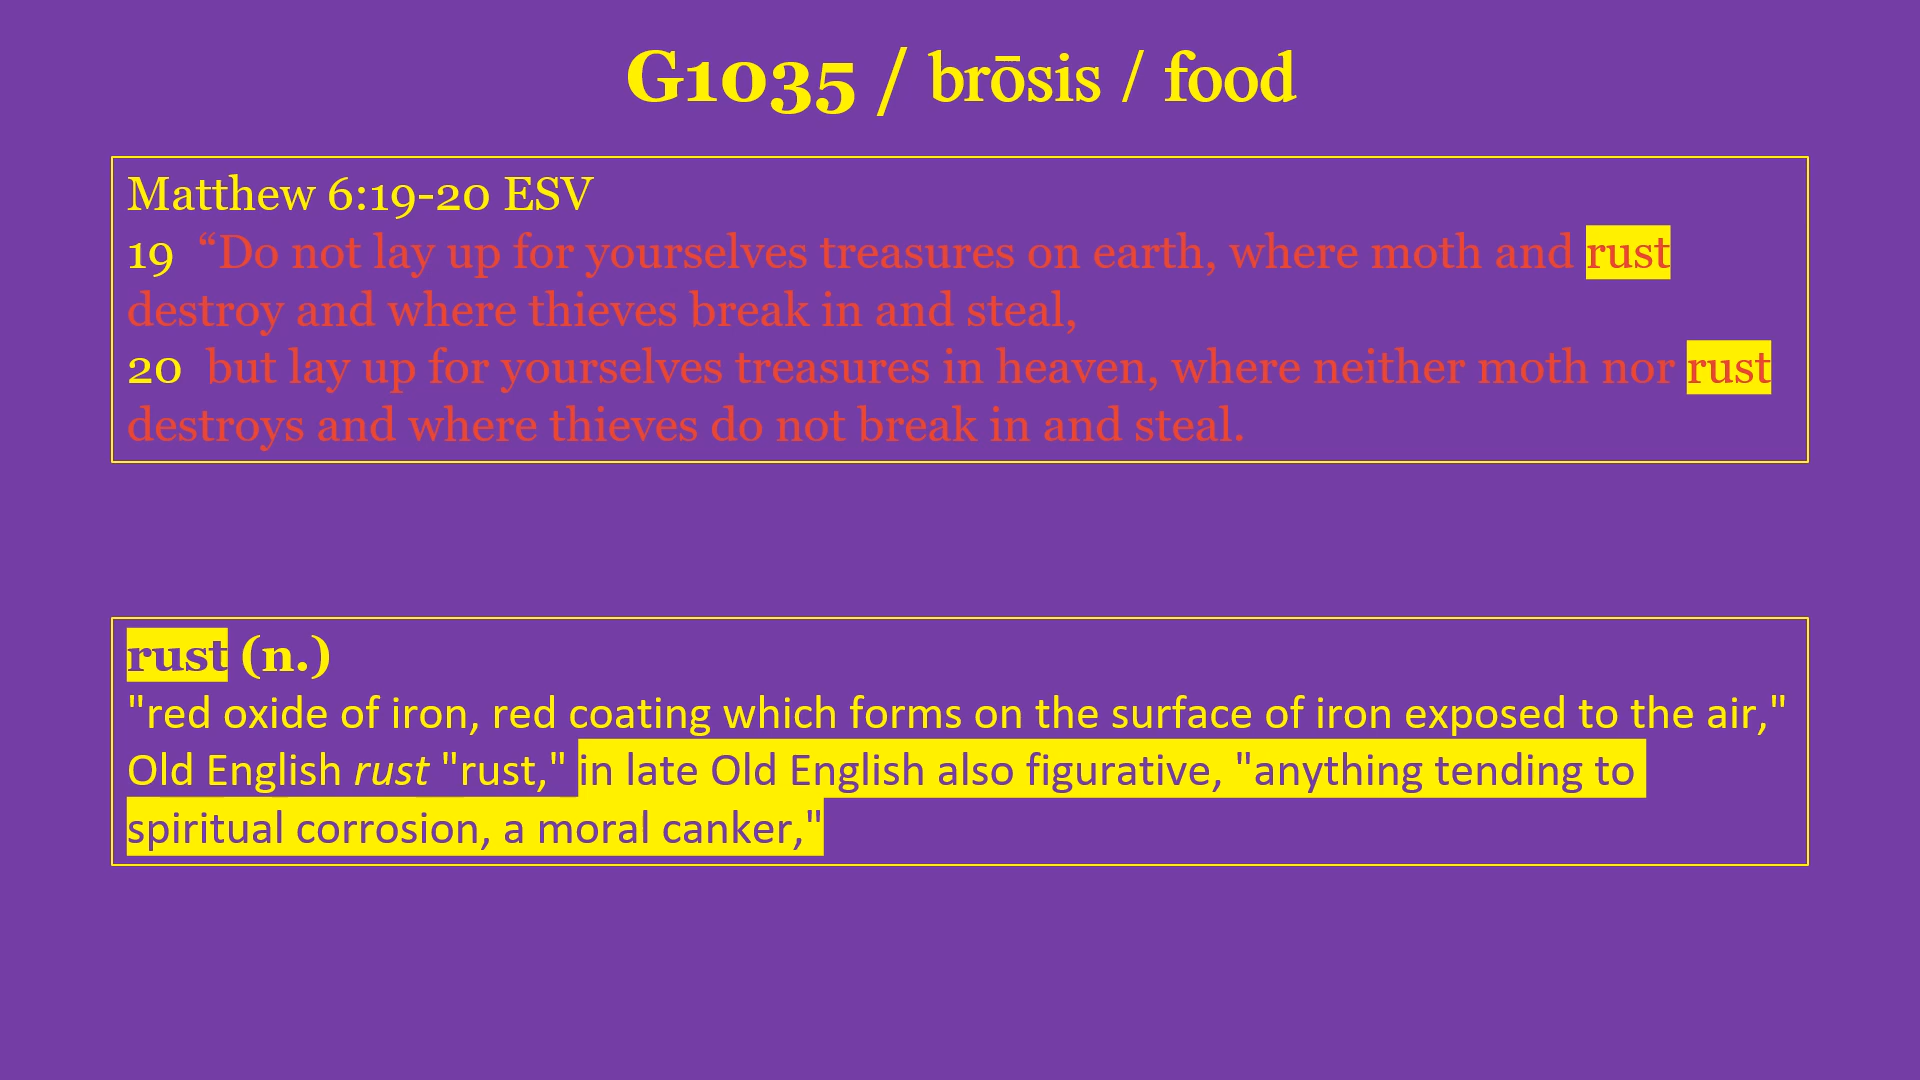 G1035 / brōsis / food
Matthew 6:19-20 ESV
19 “Do not lay up for yourselves treasures on earth, where moth and rust
destroy and where thieves break in and steal,
20 but lay up for yourselves treasures in heaven, where neither moth nor rust
destroys and where thieves do not break in and steal.
rust (n.)
"red oxide of iron, red coating which forms on the surface of iron exposed to the air,"
Old English rust "rust," in late Old English also figurative, "anything tending to
spiritual corrosion, a moral canker,"